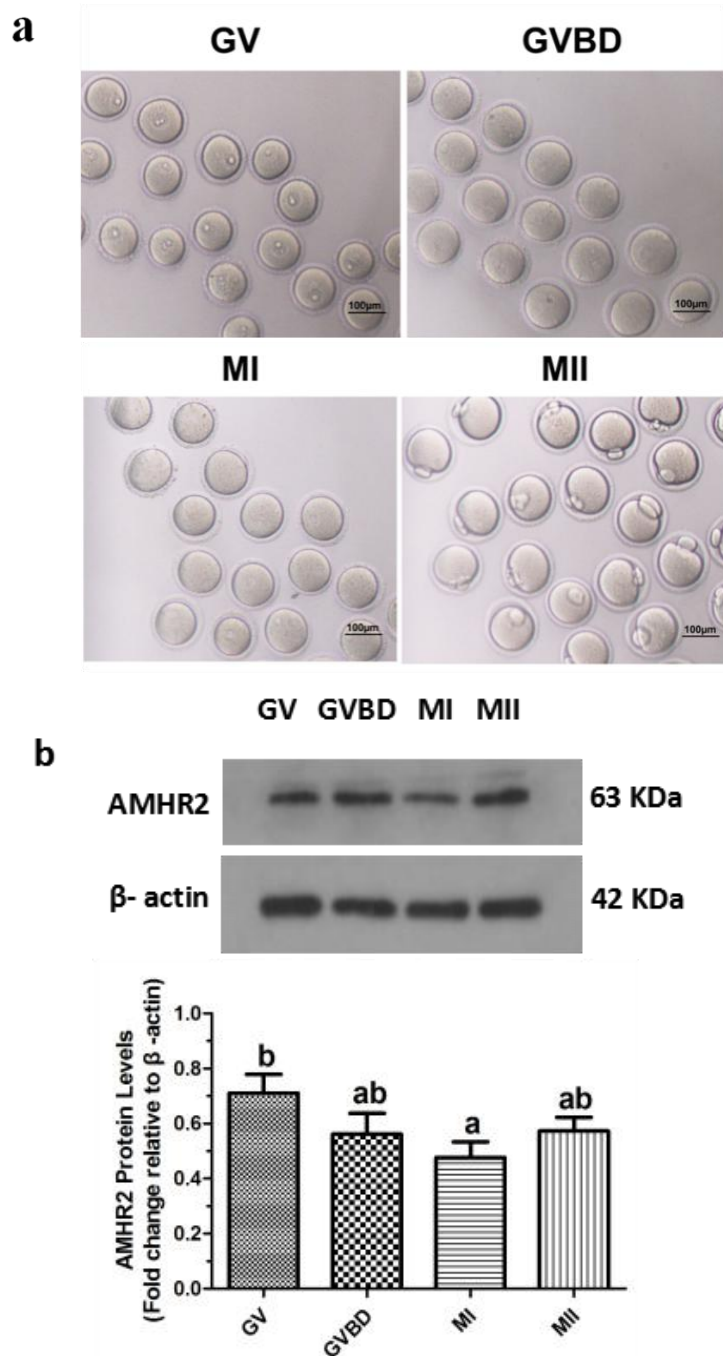 a
GV GVBD
100µm 100µm
MI MII
100µm 100µm
GV GVBD MI MII
b
AMHR2 63 KDa
β- actin 42 KDa
AMHR2 Protein Levels
(Fold change relative to β -actin)
1.0
0.8
0.6
0.4
0.2
0.0
b
ab
a
ab
GV GVBD MI MII